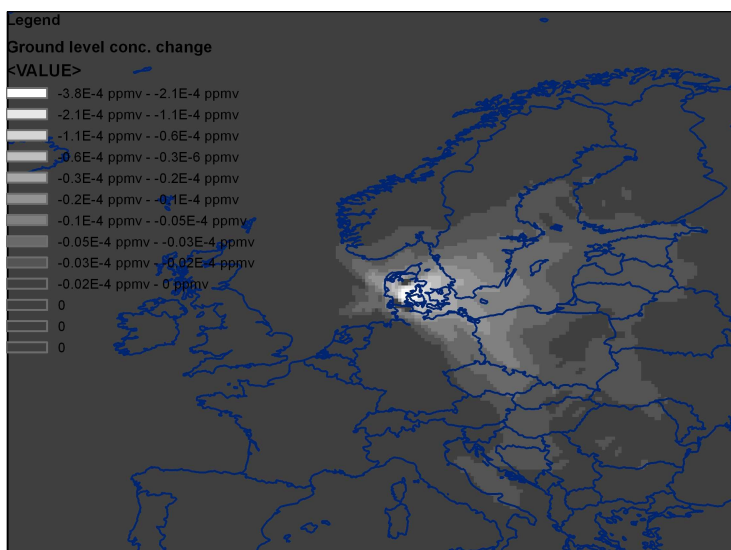 Legend
Ground level conc. change
<VALUE>
-3.8E-4 ppmv - -2.1E-4 ppmv
-2.1E-4 ppmv - -1.1E-4 ppmv
-1.1E-4 ppmv - -0.6E-4 ppmv
-0.6E-4 ppmv - -0.3E-6 ppmv
-0.3E-4 ppmv - -0.2E-4 ppmv
-0.2E-4 ppmv - -0.1E-4 ppmv
-0.1E-4 ppmv - -0.05E-4 ppmv
-0.05E-4 ppmv - -0.03E-4 ppmv
-0.03E-4 ppmv - -0.02E-4 ppmv
-0.02E-4 ppmv - 0 ppmv
0
0
0